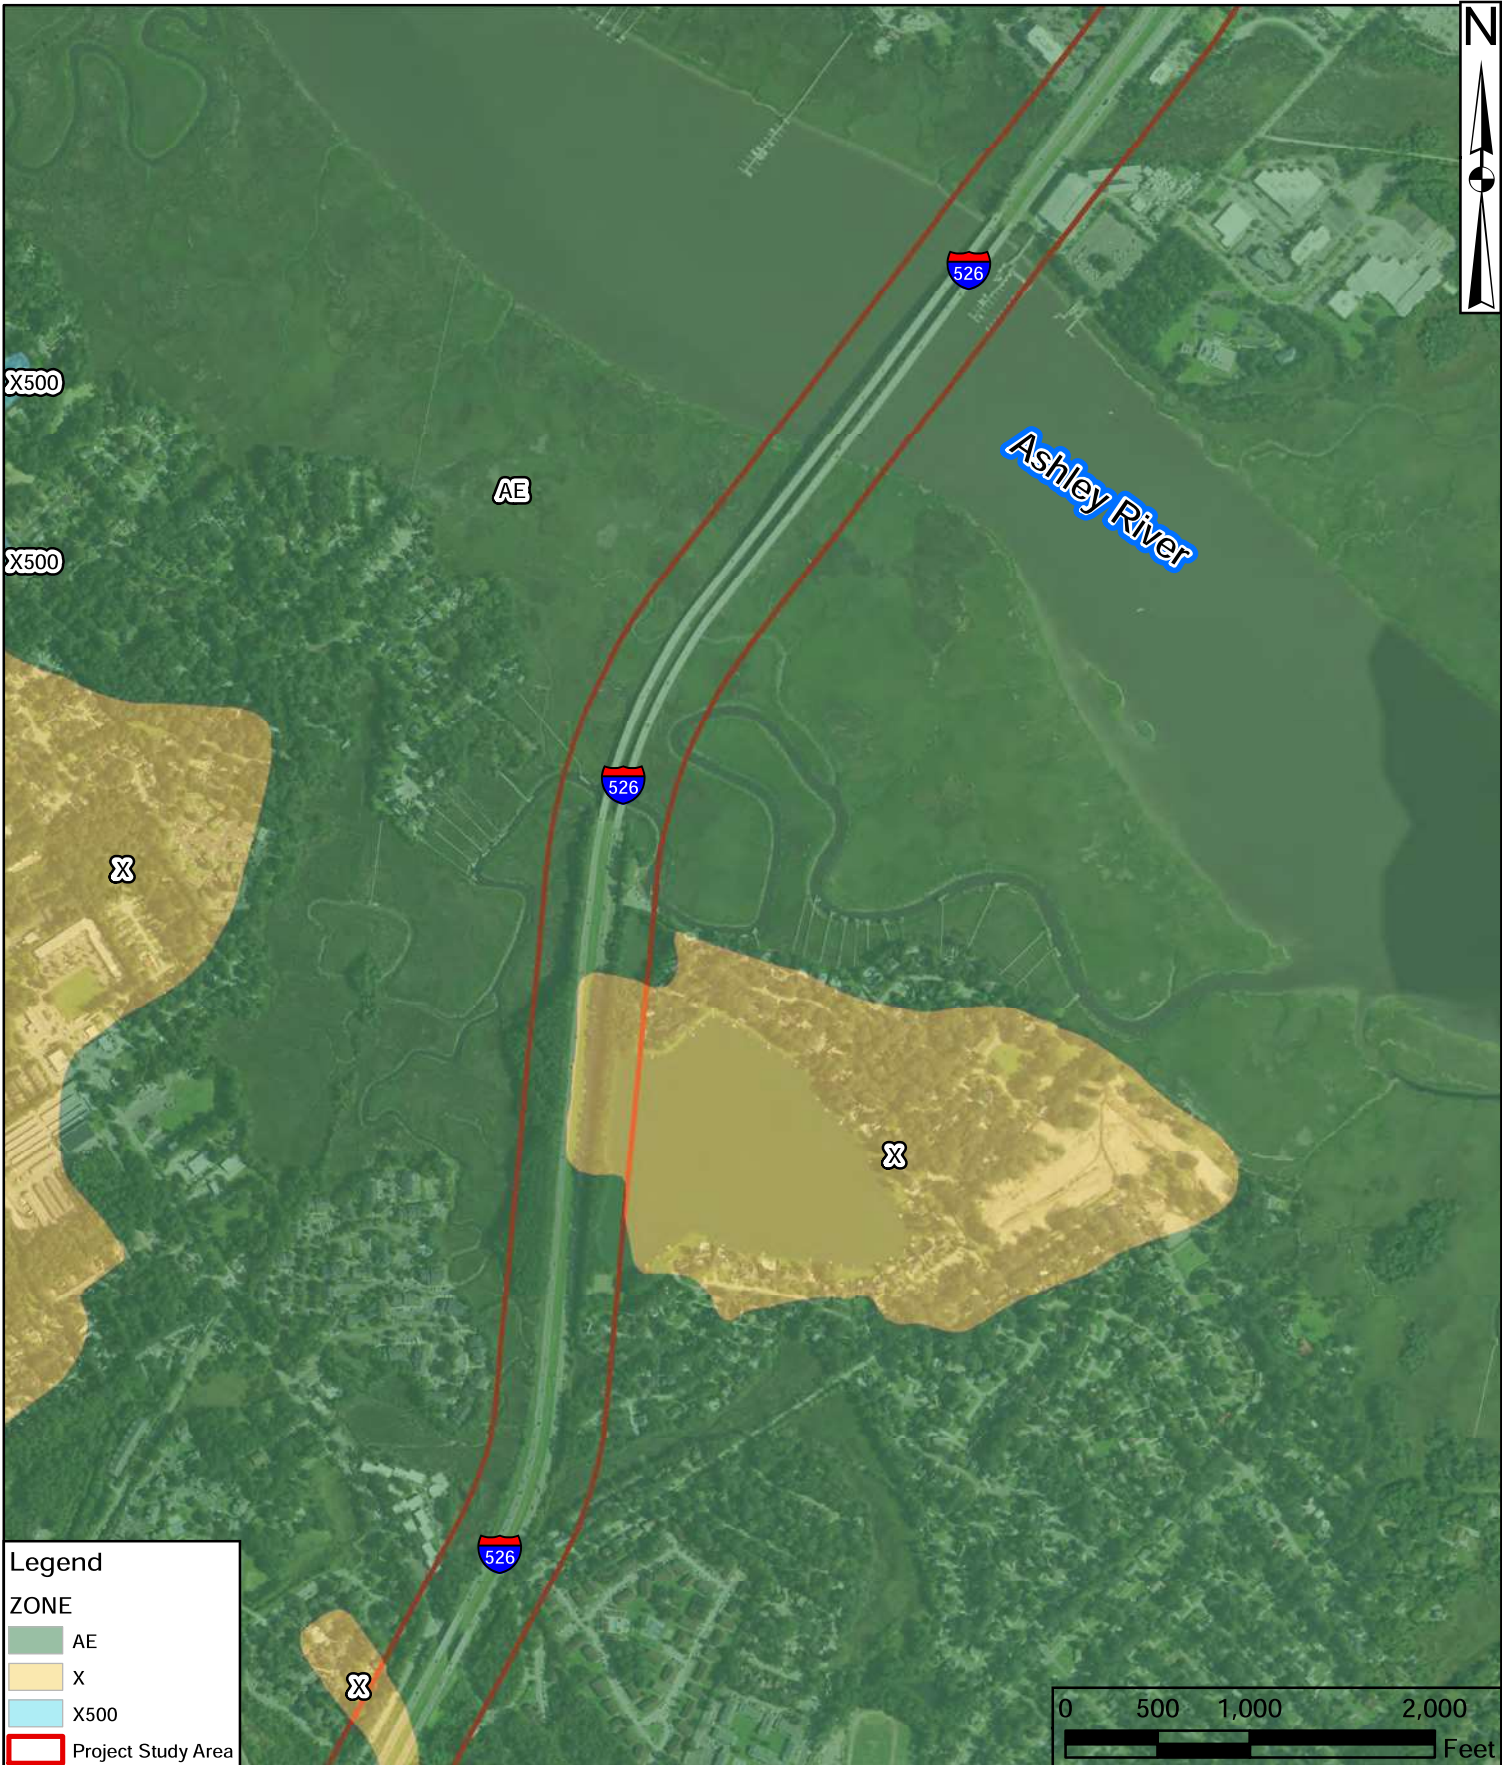 N
526
X500
Ashley River
AE
X500
526
X
X
526
X
Legend
ZONE
AE
X
X500
Project Study Area
0 500 1,000 2,000
Feet